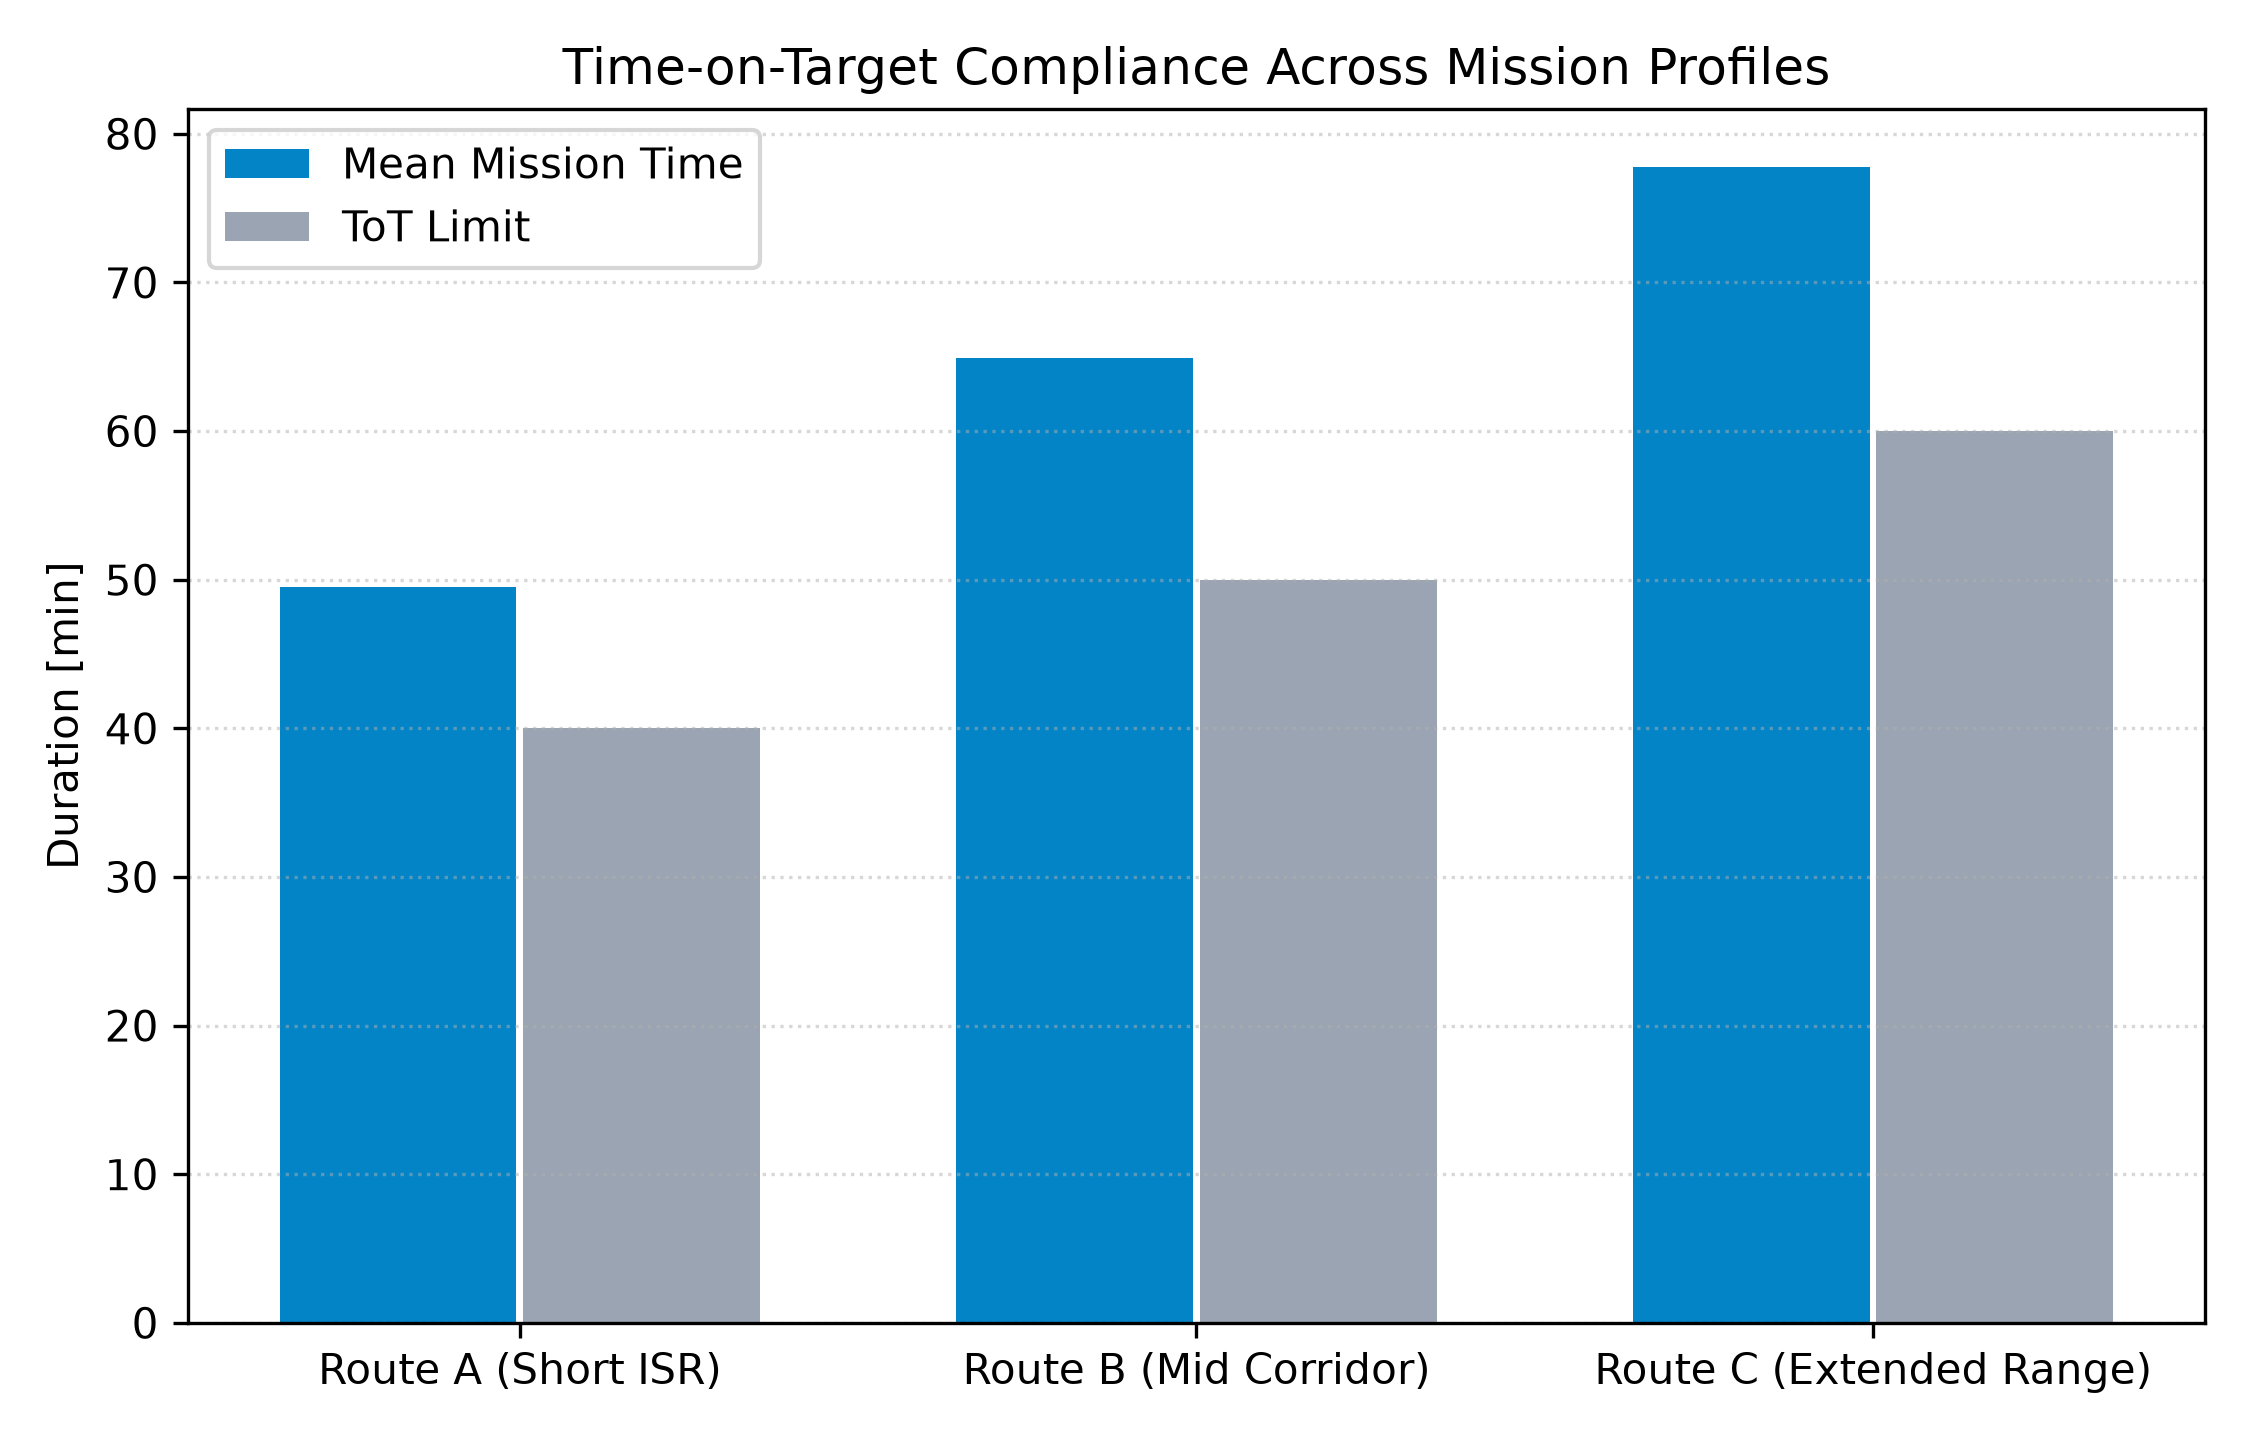 Time-on-Target Compliance Across Mission Profiles
Mean Mission Time
ToT Limit
80
70
60
50
40
30
20
10
0
Duration [min]
Route A (Short ISR)
Route B (Mid Corridor)
Route C (Extended Range)